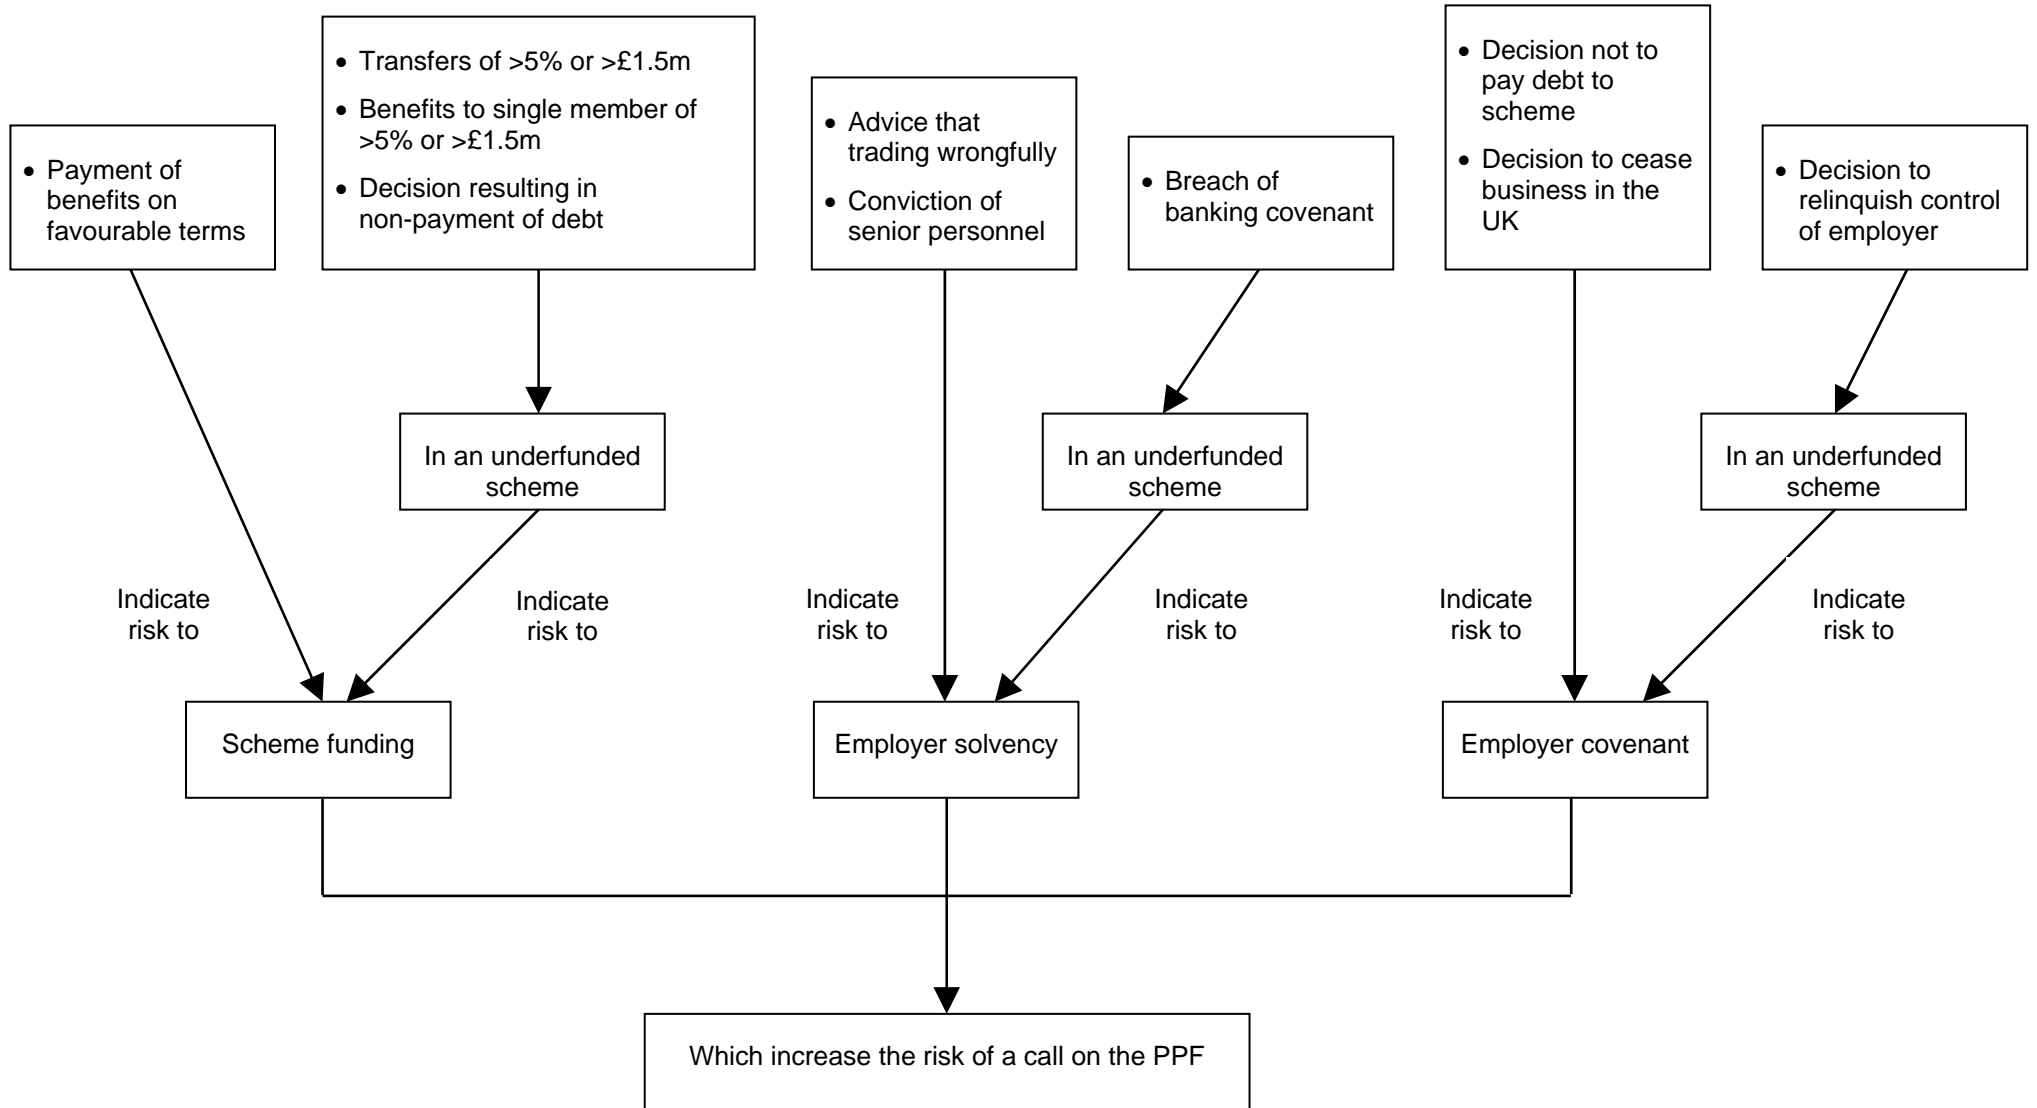 • Payment of
benefits on
favourable terms
• Transfers of >5% or >£1.5m
• Benefits to single member of
>5% or >£1.5m
• Decision resulting in
non-payment of debt
• Advice that
trading wrongfully
• Conviction of
senior personnel
• Breach of
banking covenant
• Decision not to
pay debt to
scheme
• Decision to cease
business in the
UK
• Decision to
relinquish control
of employer
In an underfunded
scheme
In an underfunded
scheme
In an underfunded
scheme
Indicate
risk to
Indicate
risk to
Indicate
risk to
Indicate
risk to
Indicate
risk to
Indicate
risk to
Scheme funding
Employer solvency
Employer covenant
Which increase the risk of a call on the PPF